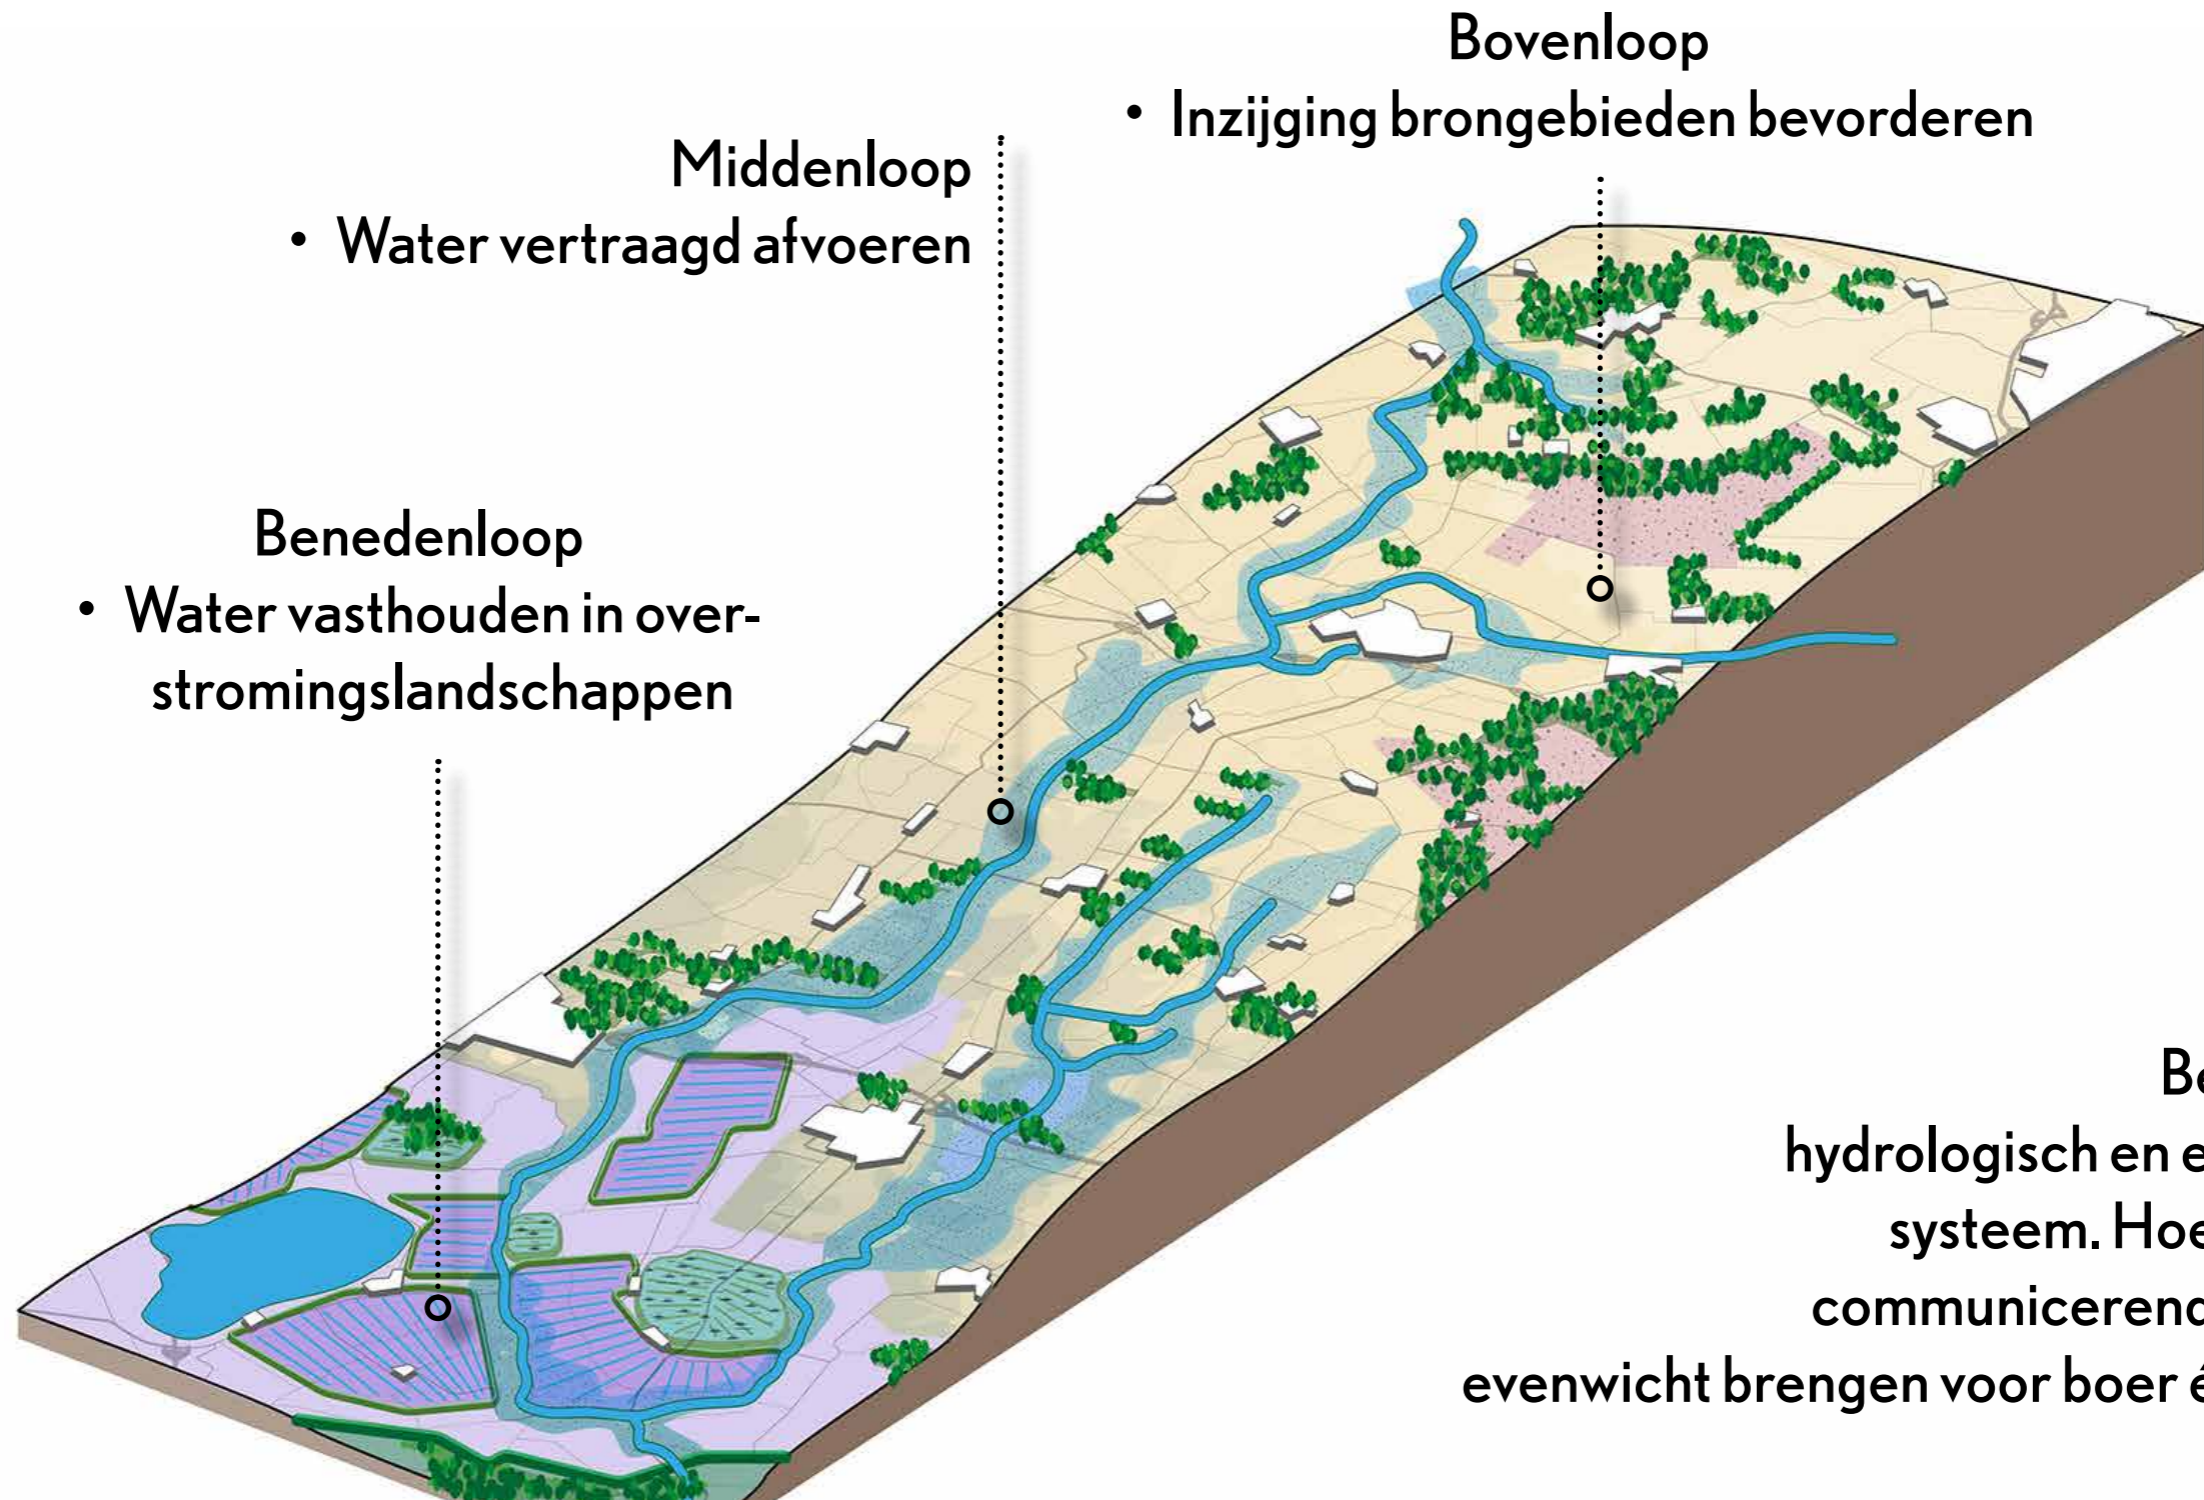 Bovenloop
• Inzijging brongebieden bevorderen
Middenloop
• Water vertraagd afvoeren
Benedenloop
• Water vasthouden in over-
stromingslandschappen
hydrologisch en
systeem. Hoe
evenwicht brengen voor boer